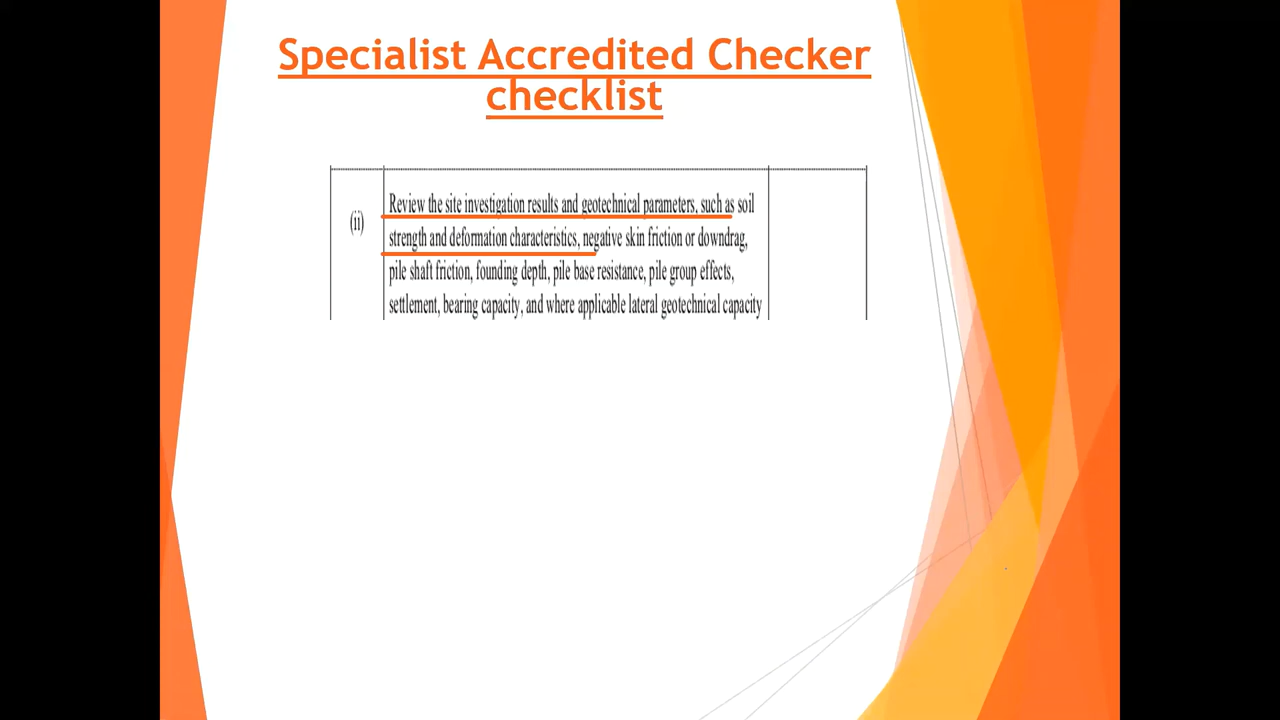 Specialist Accredited Checker
checklist
(ii)
Review the site investigation results and geotechnical parameters, such as soil
strength and deformation characteristics, negative skin friction or downdrag,
pile shaft friction, founding depth, pile base resistance, pile group effects,
settlement, bearing capacity, and where applicable lateral geotechnical capacity